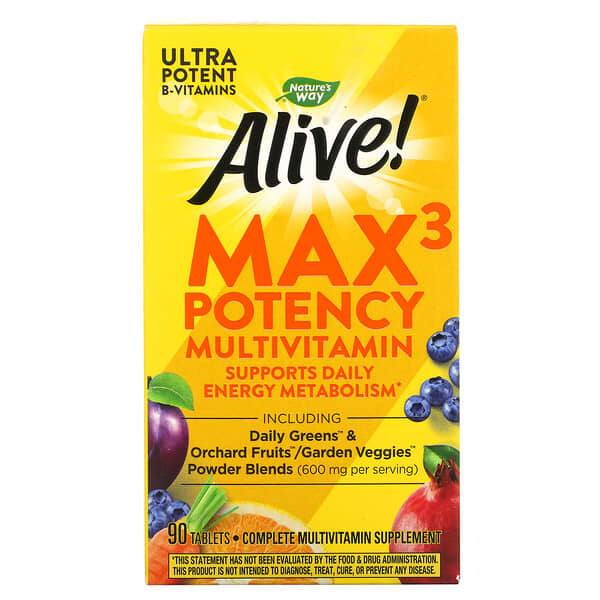 ULTRA
POTENT
B-VITAMINS
Nature's
Way
Alive!®
MAX³
POTENCY
MULTIVITAMIN
SUPPORTS DAILY
ENERGY METABOLISM*
INCLUDING
Daily Greens™ &
Orchard Fruits™/Garden Veggies™
Powder Blends (600 mg per serving)
90 TABLETS • COMPLETE MULTIVITAMIN SUPPLEMENT
*THIS STATEMENT HAS NOT BEEN EVALUATED BY THE FOOD & DRUG ADMINISTRATION.
THIS PRODUCT IS NOT INTENDED TO DIAGNOSE, TREAT, CURE, OR PREVENT ANY DISEASE.